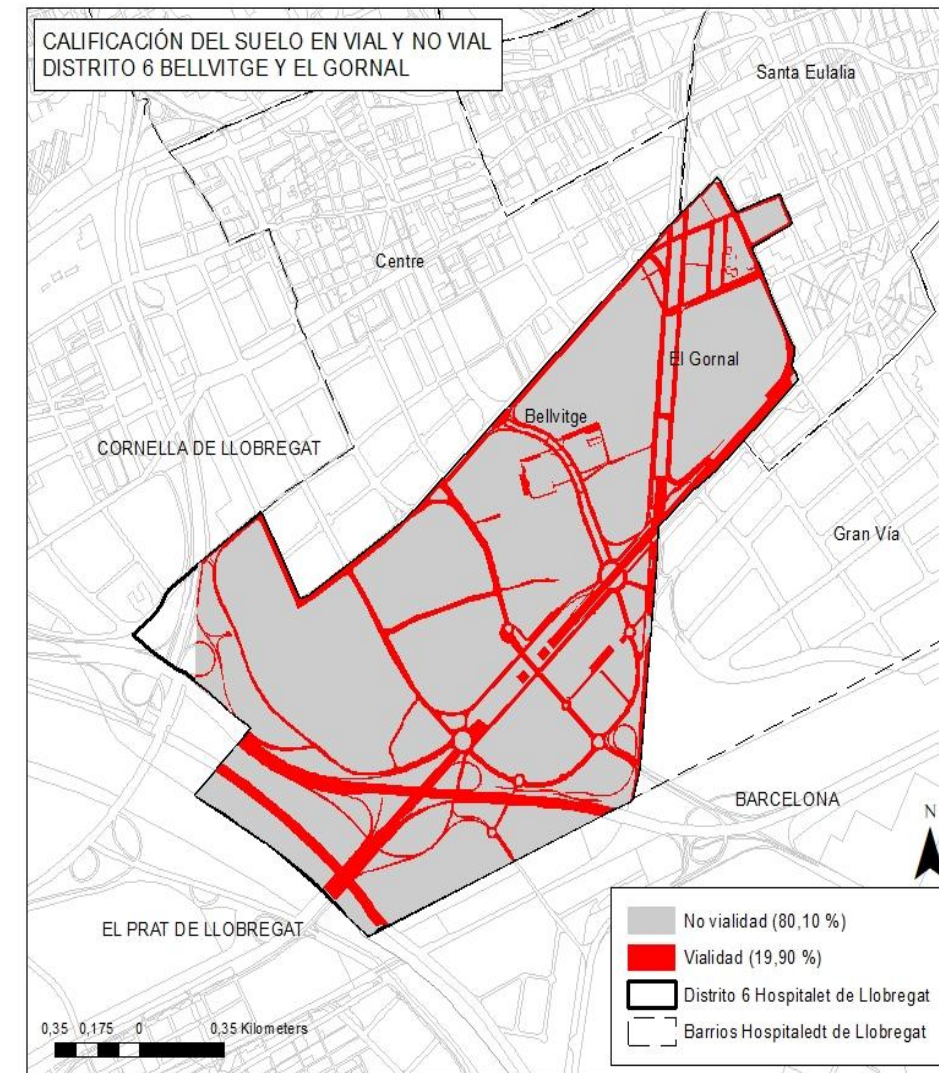 CALIFICACIÓN DEL SUELO EN VIAL Y NO VIAL
DISTRITO 6 BELLVITGE Y EL GORNAL
Santa Eulalia
Centre
El Gornal
Bellvitge
CORNELLA DE LLOBREGAT
Gran Vía
BARCELONA
N
EL PRAT DE LLOBREGAT
No vialidad (80,10 %)
Vialidad (19,90 %)
Distrito 6 Hospitalet de Llobregat
Barrios Hospitaledt de Llobregat
0,35 0,175 0 0,35 Kilometers